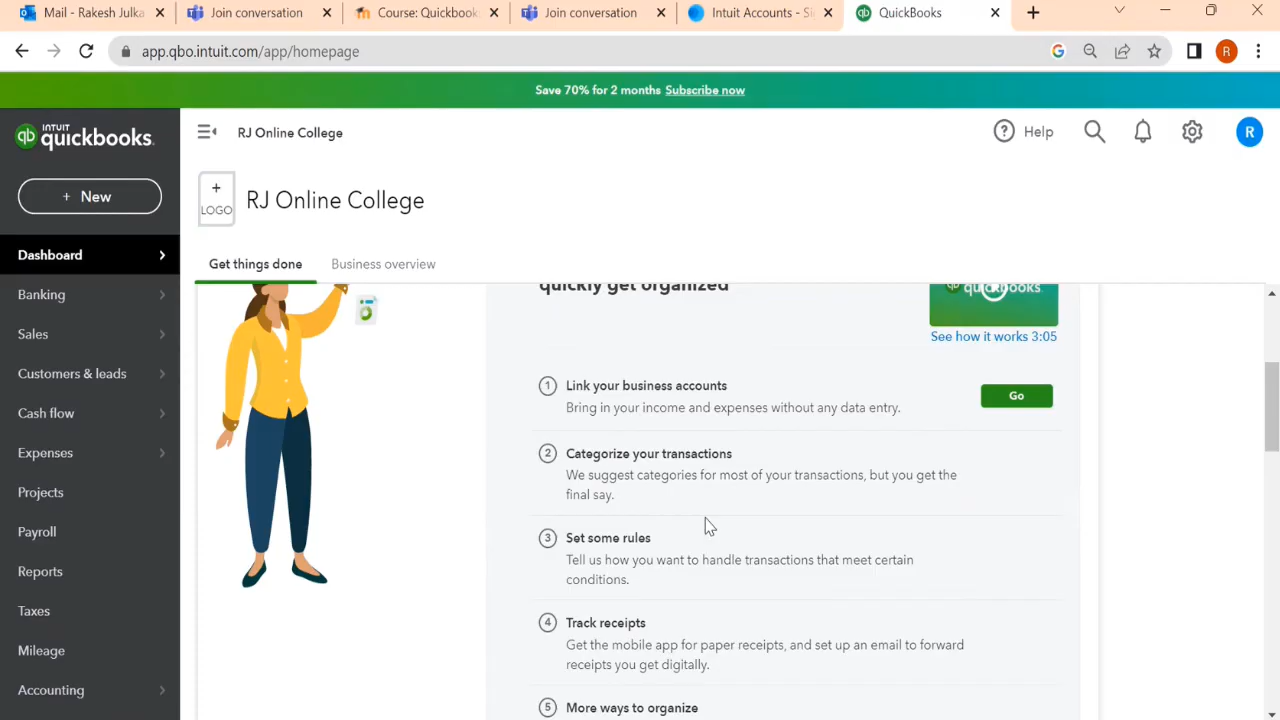 Mail - Rakesh Julka
Join conversation
Course: Quickbook
Join conversation
Intuit Accounts - Si
QuickBooks
app.qbo.intuit.com/app/homepage
R
Save 70% for 2 months Subscribe now
qb INTUIT quickbooks.
RJ Online College
Help
R
+ New
+
LOGO
RJ Online College
Dashboard
Get things done
Business overview
Banking
Sales
Customers & leads
Cash flow
Expenses
Projects
Payroll
Reports
Taxes
Mileage
Accounting
quickly get organized
quickbooks.
See how it works 3:05
1 Link your business accounts
Bring in your income and expenses without any data entry.
Go
2 Categorize your transactions
We suggest categories for most of your transactions, but you get the
final say.
3 Set some rules
Tell us how you want to handle transactions that meet certain
conditions.
4 Track receipts
Get the mobile app for paper receipts, and set up an email to forward
receipts you get digitally.
5 More ways to organize